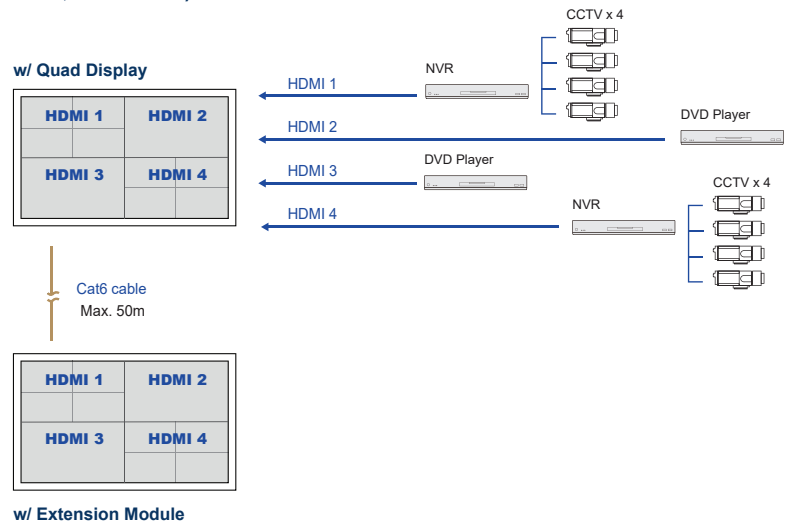 CCTV x 4
w/ Quad Display
NVR
HDMI 1
HDMI 1
HDMI 2
HDMI 2
DVD Player
HDMI 3
HDMI 4
HDMI 3
DVD Player
HDMI 4
NVR
CCTV x 4
Cat6 cable
Max. 50m
HDMI 1
HDMI 2
HDMI 3
HDMI 4
w/ Extension Module